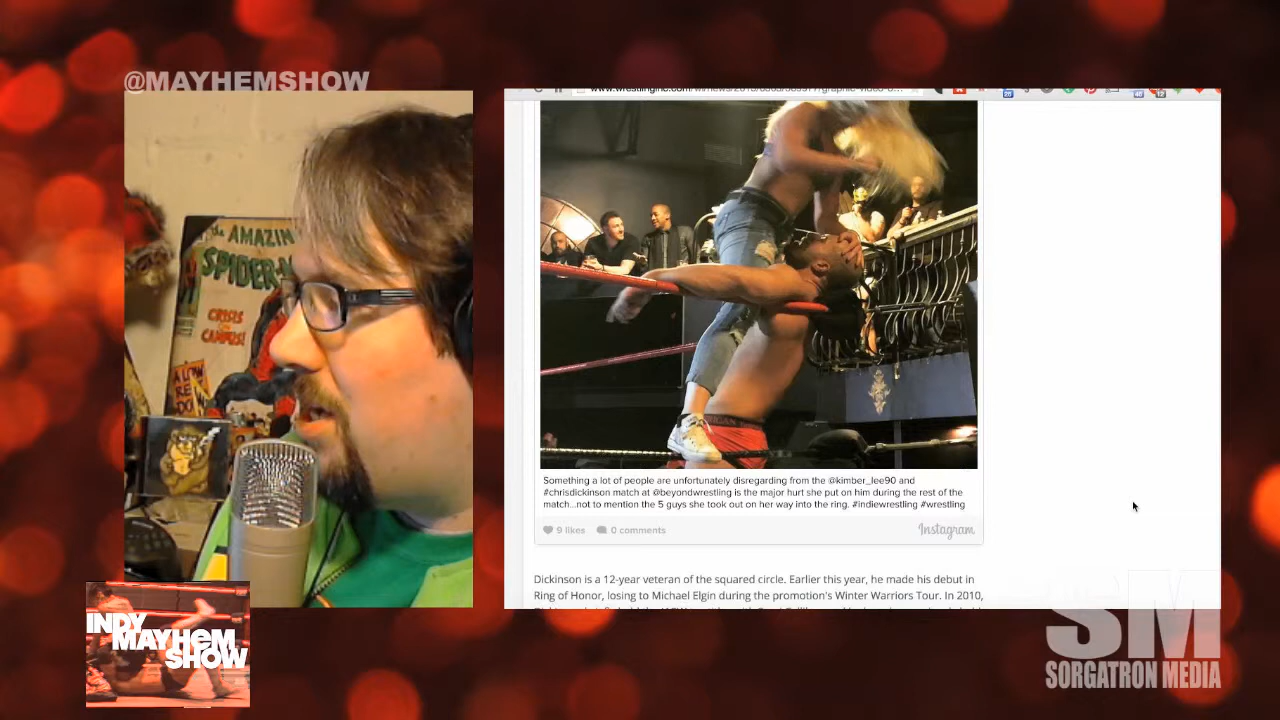 @MAYHEMSHOW
the AMAZIN
SPIDER-M
CRISIS
ON
CAMPUS!
Something a lot of people are unfortunately disregarding from the @kimber_lee90 and
#chrisdickinson match at @beyondwrestling is the major hurt she put on him during the rest of the
match...not to mention the 5 guys she took out on her way into the ring. #indiewrestling #wrestling
9 likes 0 comments
Instagram
Dickinson is a 12-year veteran of the squared circle. Earlier this year, he made his debut in
Ring of Honor, losing to Michael Elgin during the promotion's Winter Warriors Tour. In 2010,
INDY
MAYHEM
SHOW
SM
SORGATRON MEDIA